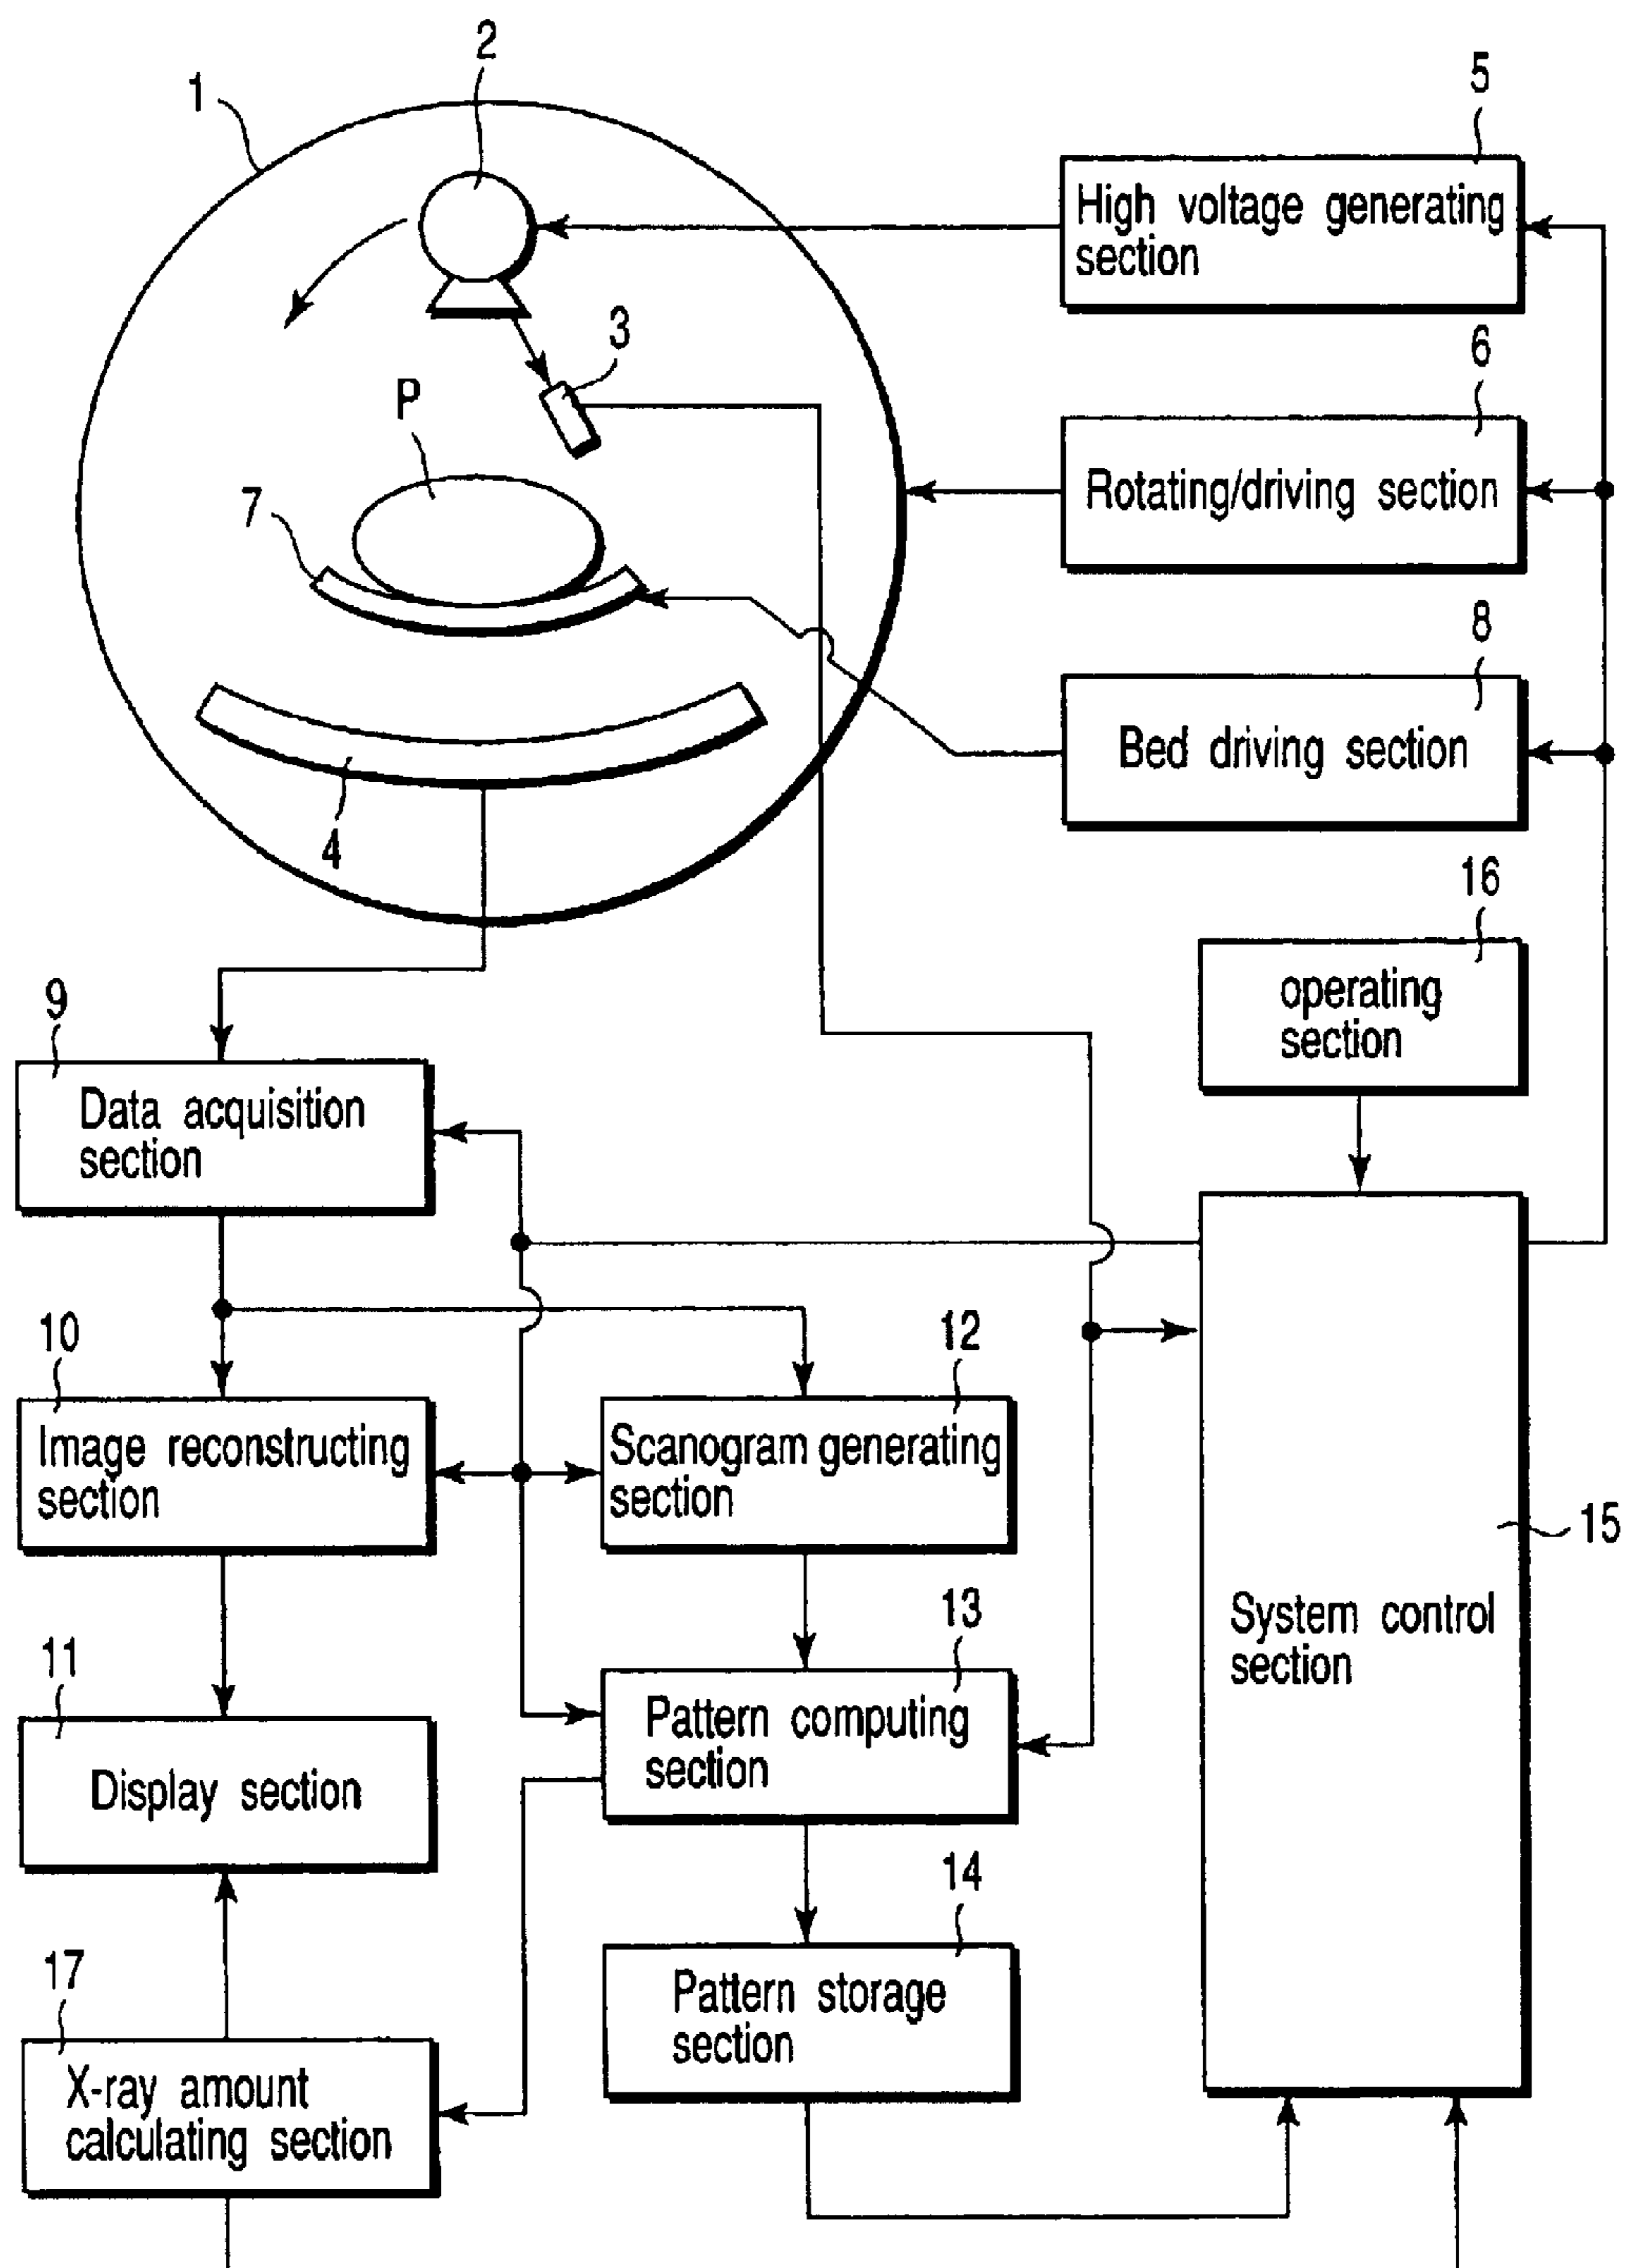 2
1
5
High voltage generating
section
3
6
P
Rotating/driving section
7
8
Bed driving section
4
16
operating
section
9
Data acquisition
section
10
12
Image reconstructing
section
Scanogram generating
section
15
System control
section
13
11
Pattern computing
section
Display section
14
17
Pattern storage
section
X-ray amount
calculating section